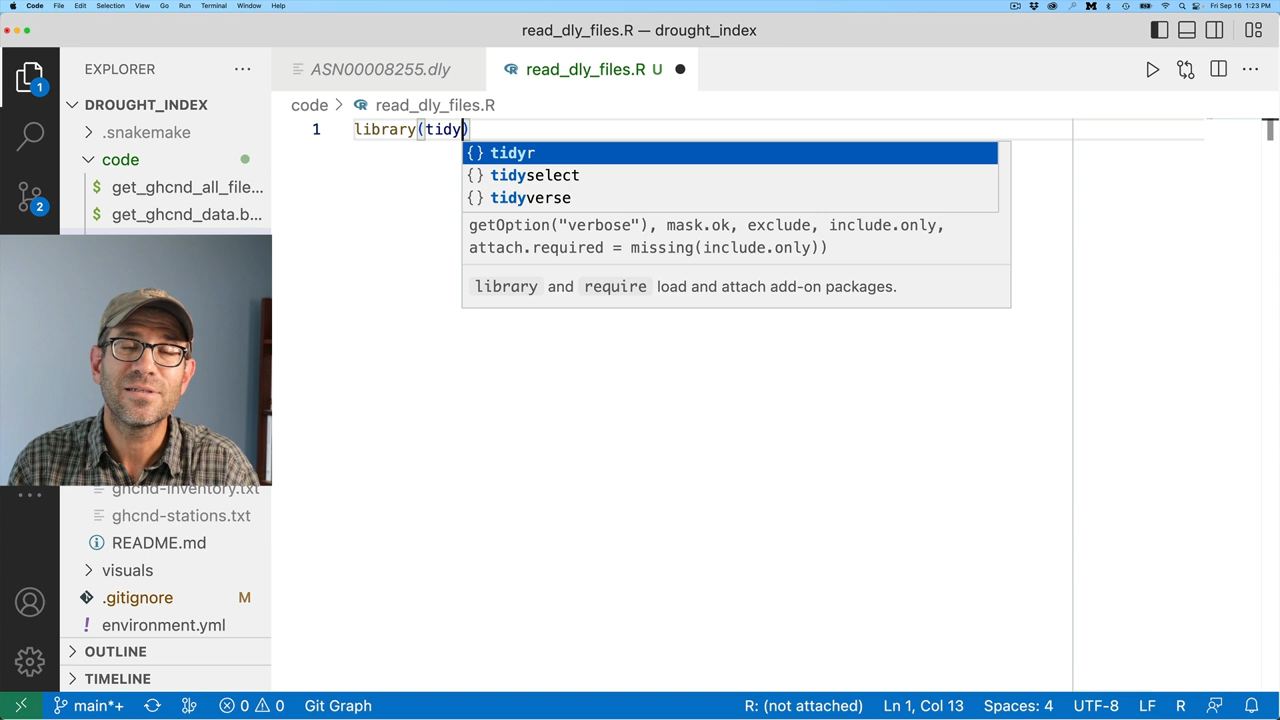 Code File Edit Selection View Go Run Terminal Window Help Fri Sep 16 1:23 PM
read_dly_files.R — drought_index
EXPLORER
ASN00008255.dly read_dly_files.R U
1
DROUGHT_INDEX
code > read_dly_files.R
.snakemake
1 library(tidy)
code
{} tidyr
get_ghcnd_all_file...
{} tidyselect
2
{} tidyverse
get_ghcnd_data.b...
getOption("verbose"), mask.ok, exclude, include.only,
attach.required = missing(include.only))
library and require load and attach add-on packages.
ghcnd-inventory.txt
ghcnd-stations.txt
README.md
visuals
.gitignore M
! environment.yml
OUTLINE
TIMELINE
main*+ 0 0 Git Graph R: (not attached) Ln 1, Col 13 Spaces: 4 UTF-8 LF R